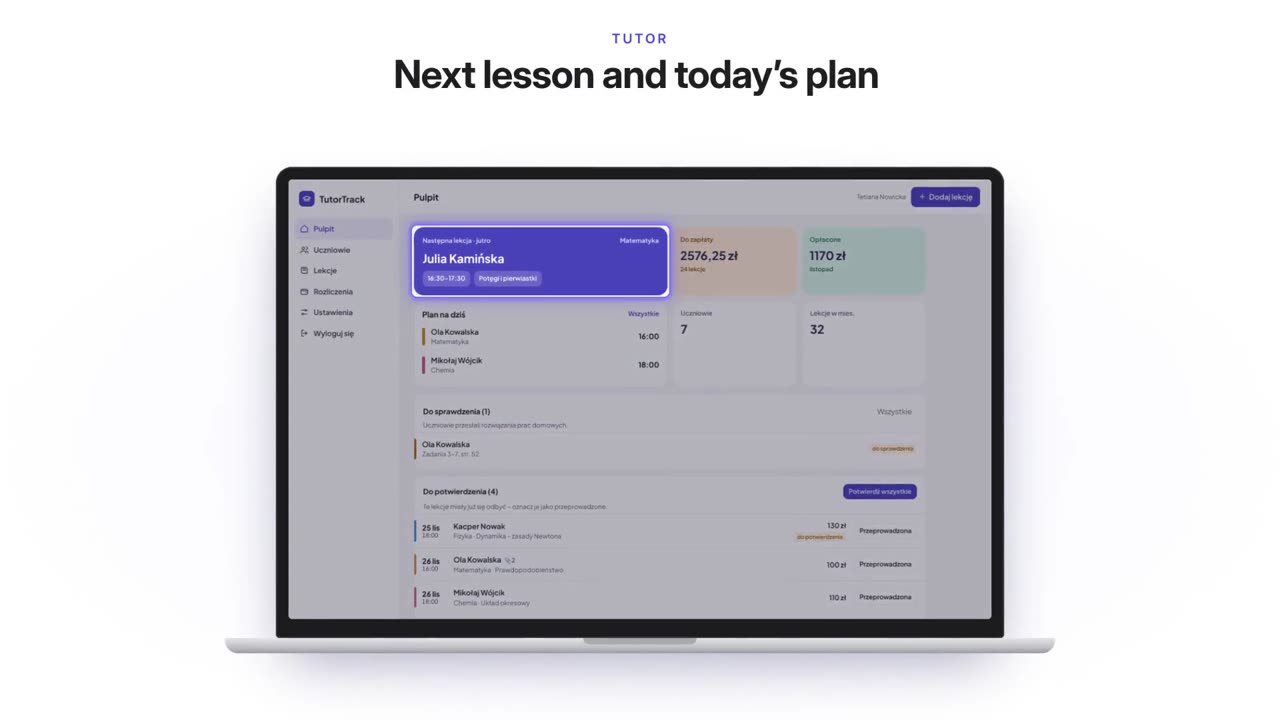 TUTOR
Next lesson and today's plan
TutorTrack
Pulpit
Uczniowie
Lekcje
Rozliczenia
Ustawienia
Wyloguj się
Pulpit
Tetiana Nowicka
+ Dodaj lekcję
Następna lekcja · jutro
Matematyka
Julia Kamińska
16:30–17:30
Potęgi i pierwiastki
Do zapłaty
2576,25 zł
24 lekcje
Opłacone
1170 zł
listopad
Plan na dziś
Wszystkie
Ola Kowalska
Matematyka
16:00
Mikołaj Wójcik
Chemia
18:00
Uczniowie
7
Lekcje w mies.
32
Do sprawdzenia (1)
Wszystkie
Uczniowie przesłali rozwiązania prac domowych.
Ola Kowalska
Zadania 3–7, str. 52
do sprawdzenia
Do potwierdzenia (4)
Potwierdź wszystkie
Te lekcje miały już się odbyć – oznacz je jako przeprowadzone.
25 lis
18:00
Kacper Nowak
Fizyka · Dynamika – zasady Newtona
130 zł
do potwierdzenia
Przeprowadzona
26 lis
16:00
Ola Kowalska 2
Matematyka · Prawdopodobieństwo
100 zł
Przeprowadzona
26 lis
18:00
Mikołaj Wójcik
Chemia · Układ okresowy
110 zł
Przeprowadzona